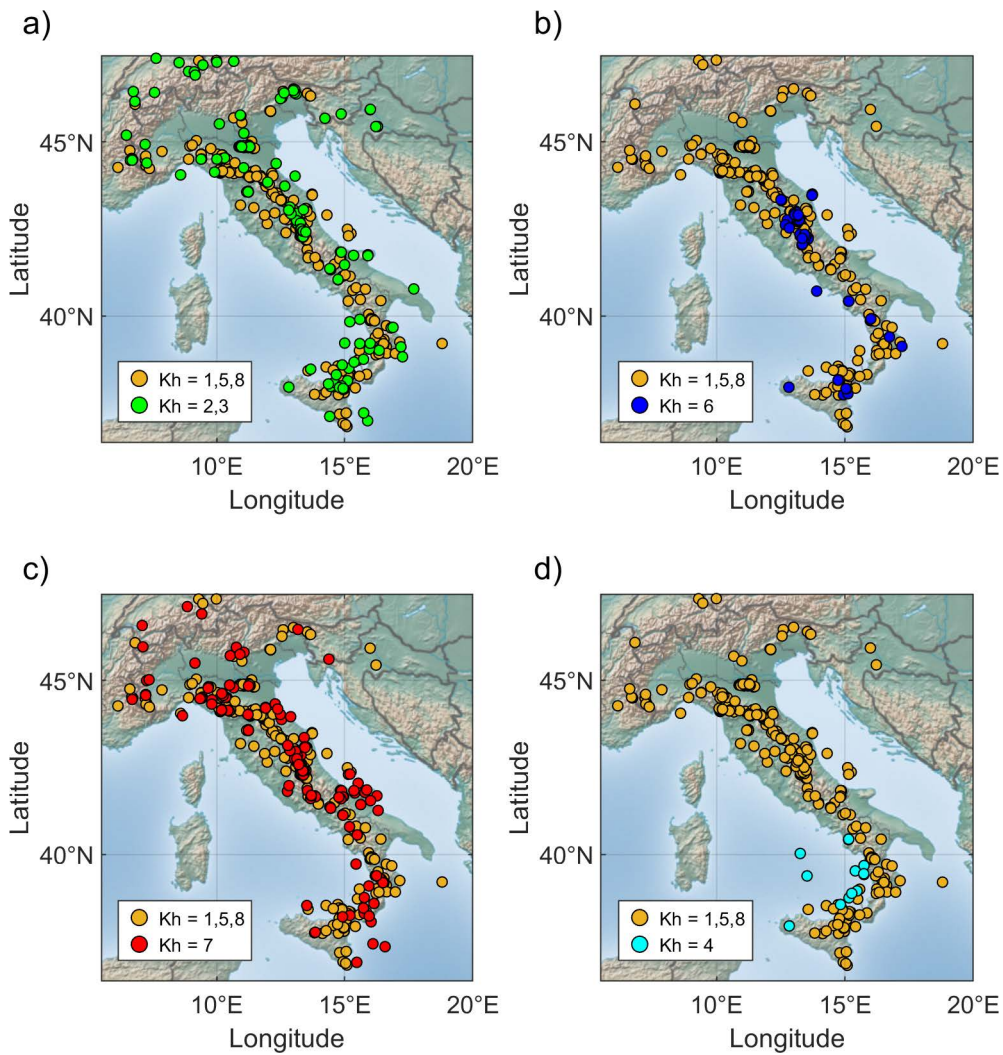 a)
45°N
40°N
Latitude
Kh = 1,5,8
Kh = 2,3
10°E 15°E 20°E
Longitude
b)
45°N
40°N
Latitude
Kh = 1,5,8
Kh = 6
10°E 15°E 20°E
Longitude
c)
45°N
40°N
Latitude
Kh = 1,5,8
Kh = 7
10°E 15°E 20°E
Longitude
d)
45°N
40°N
Latitude
Kh = 1,5,8
Kh = 4
10°E 15°E 20°E
Longitude